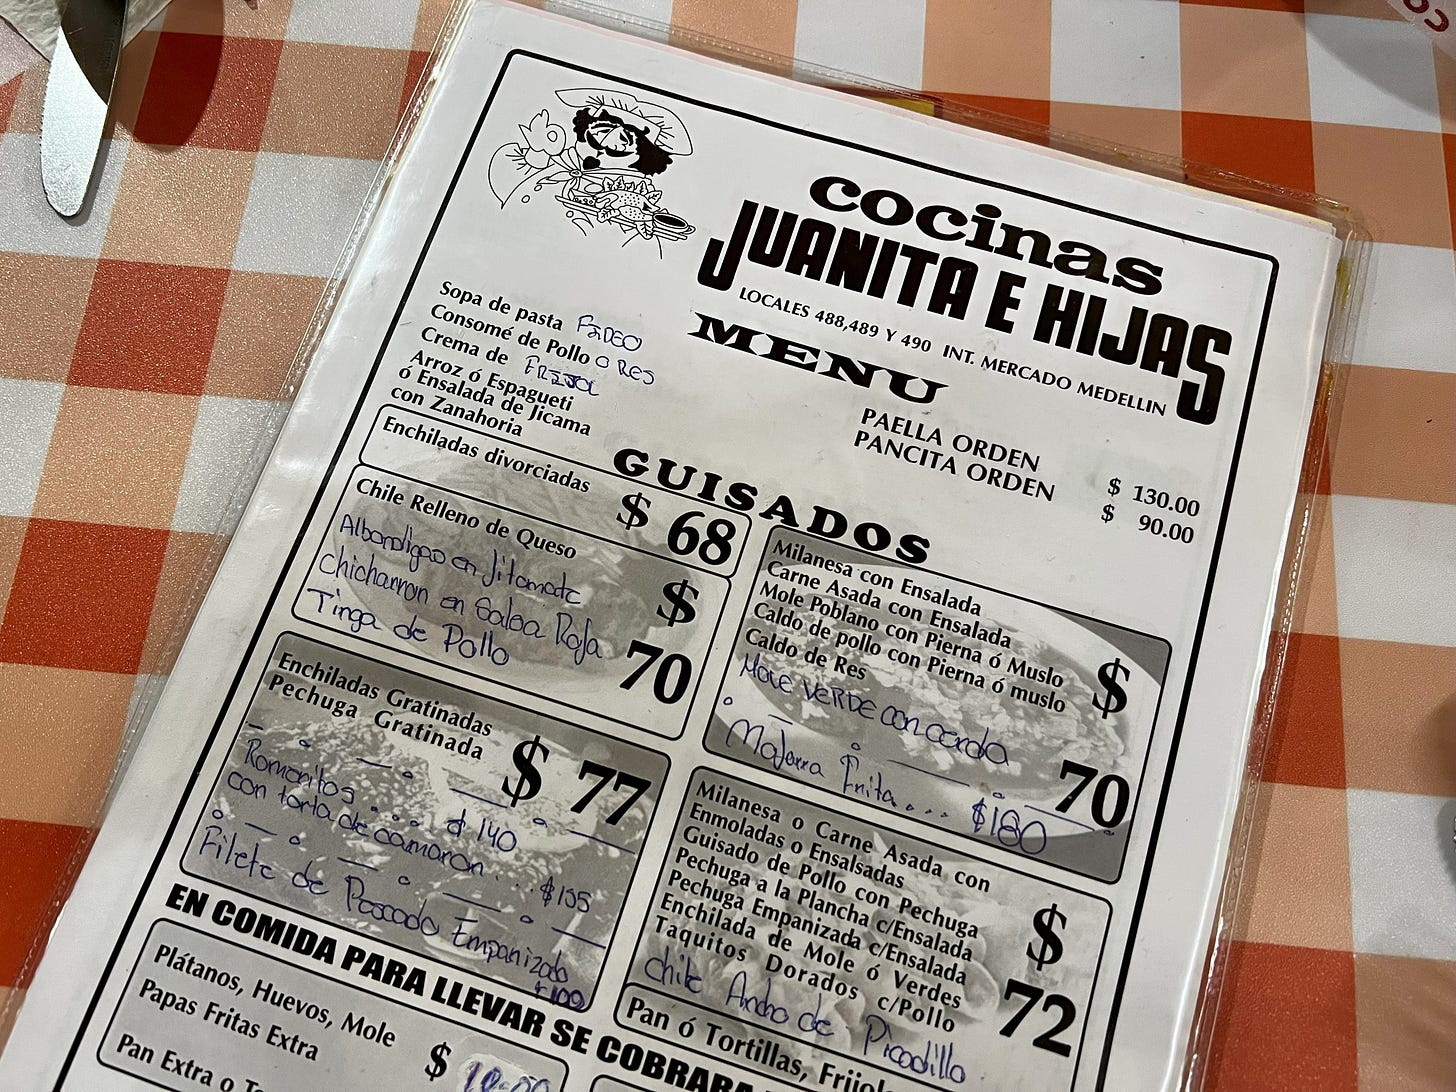 cocinas
JUANITA E HIJAS
LOCALES 488,489 Y 490 INT. MERCADO MEDELLIN
MENU
Sopa de pasta FIDEO
Consomé de Pollo O RES
Crema de FRIJOL
Arroz ó Espagueti
ó Ensalada de Jicama
con Zanahoria
PAELLA ORDEN $ 130.00
PANCITA ORDEN $ 90.00
GUISADOS
Enchiladas divorciadas $ 68
Chile Relleno de Queso
Albondigas en Jitomate
Chicharron en Salsa Roja
Tinga de Pollo
$ 70
Milanesa con Ensalada
Carne Asada con Ensalada
Mole Poblano con Pierna ó Muslo
Caldo de pollo con Pierna ó muslo
Caldo de Res
MOLE VERDE con cerdo
$ 70
Mojarra Frita... $180
Enchiladas Gratinadas
Pechuga Gratinada
$ 77
Romeritos... $140
con torta de camaron... $155
Filete de Pescado Empanizado
$100
Milanesa o Carne Asada con
Enmoladas o Ensalsadas
Guisado de Pollo con Pechuga
Pechuga a la Plancha c/Ensalada
Pechuga Empanizada c/Ensalada
Enchilada de Mole ó Verdes
Taquitos Dorados c/Pollo
chile Ancho de Picadillo
$ 72
Pan ó Tortillas,
EN COMIDA PARA LLEVAR SE COBRARA
Plátanos, Huevos, Mole
Papas Fritas Extra
$ 10.00
Pan Extra o